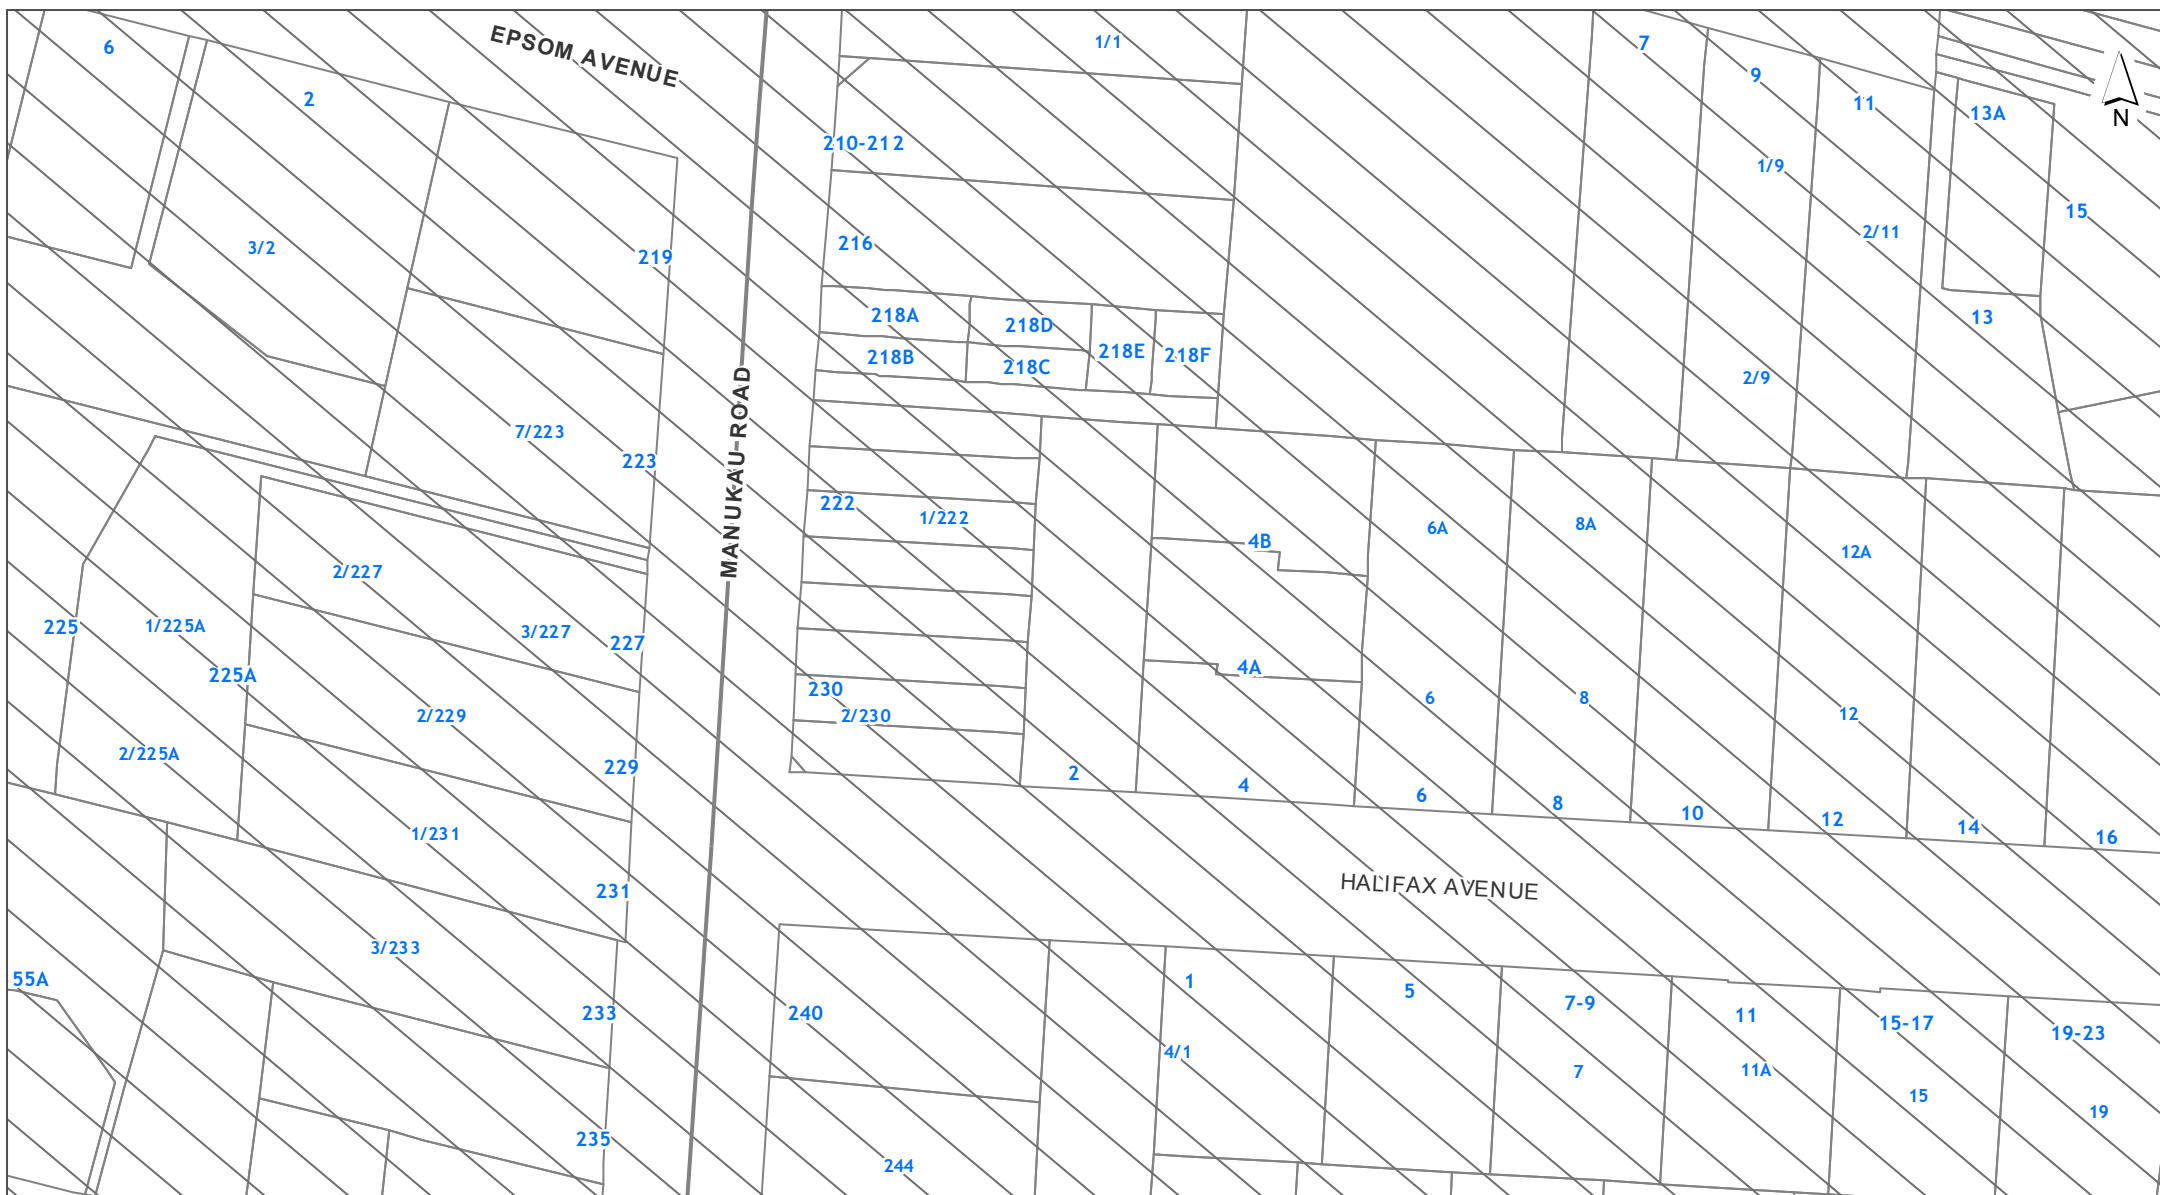 EPSOM AVENUE
6
1/1
7
9
2
11
13A
N
210-212
1/9
15
2/11
3/2
216
219
218A
218D
13
218B
218C
218E
218F
2/9
7/223
223
MANUKAU ROAD
222
1/222
4B
6A
8A
12A
2/227
225
1/225A
3/227
227
225A
4A
230
6
8
12
2/229
2/230
2/225A
229
2
4
6
8
10
12
14
16
1/231
231
HALIFAX AVENUE
3/233
55A
1
5
7-9
233
240
11
15-17
19-23
4/1
7
11A
15
19
235
244